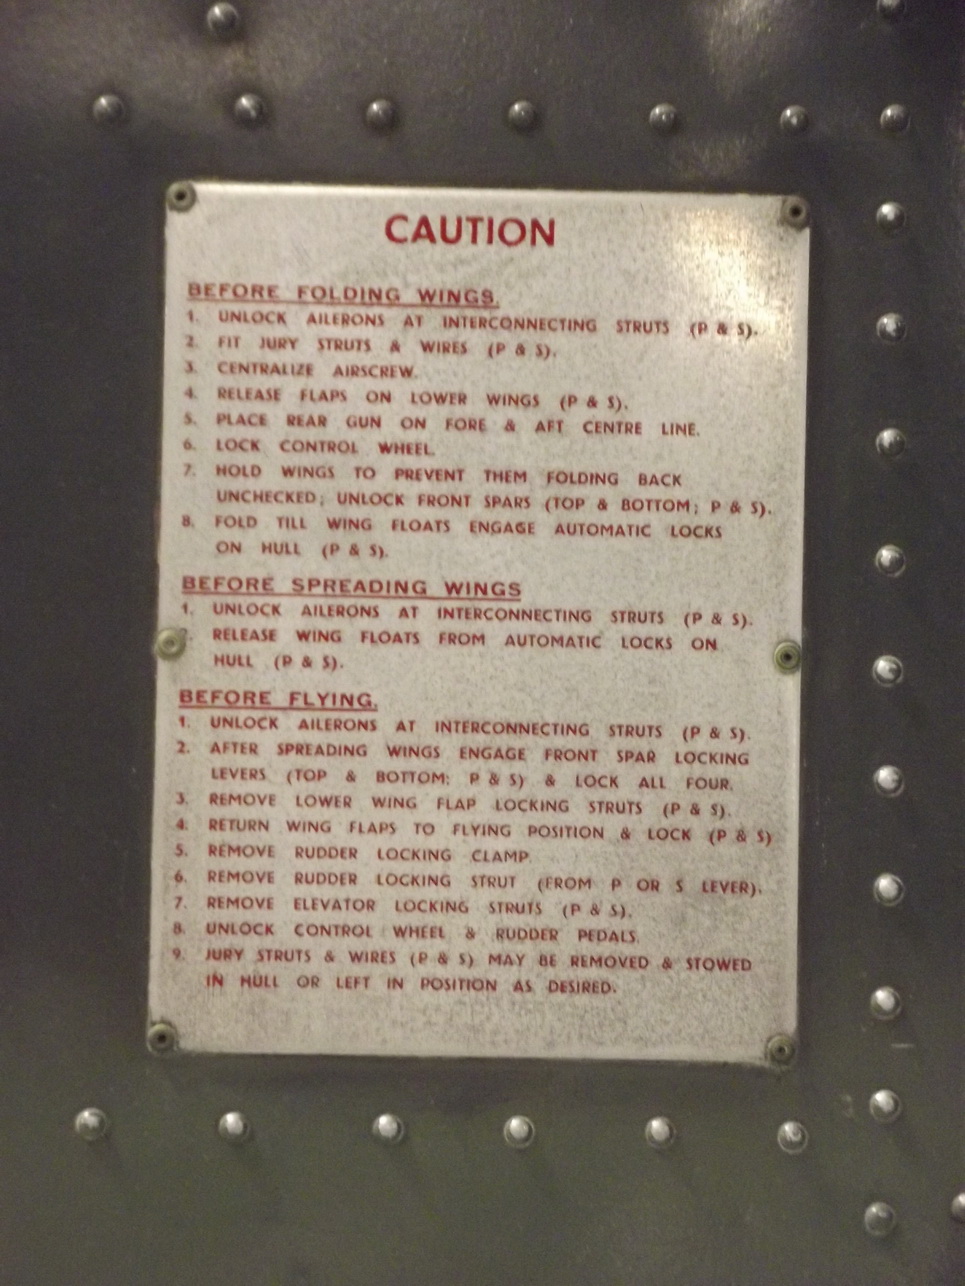 CAUTION
BEFORE FOLDING WINGS.
1. UNLOCK AILERONS AT INTERCONNECTING STRUTS (P & S).
2. FIT JURY STRUTS & WIRES (P & S).
3. CENTRALIZE AIRSCREW.
4. RELEASE FLAPS ON LOWER WINGS (P & S).
5. PLACE REAR GUN ON FORE & AFT CENTRE LINE.
6. LOCK CONTROL WHEEL.
7. HOLD WINGS TO PREVENT THEM FOLDING BACK
UNCHECKED; UNLOCK FRONT SPARS (TOP & BOTTOM; P & S).
8. FOLD TILL WING FLOATS ENGAGE AUTOMATIC LOCKS
ON HULL (P & S).
BEFORE SPREADING WINGS
1. UNLOCK AILERONS AT INTERCONNECTING STRUTS (P & S).
RELEASE WING FLOATS FROM AUTOMATIC LOCKS ON
HULL (P & S).
BEFORE FLYING.
1. UNLOCK AILERONS AT INTERCONNECTING STRUTS (P & S).
2. AFTER SPREADING WINGS ENGAGE FRONT SPAR LOCKING
LEVERS (TOP & BOTTOM; P & S) & LOCK ALL FOUR.
3. REMOVE LOWER WING FLAP LOCKING STRUTS (P & S).
4. RETURN WING FLAPS TO FLYING POSITION & LOCK (P & S)
5. REMOVE RUDDER LOCKING CLAMP.
6. REMOVE RUDDER LOCKING STRUT (FROM P OR S LEVER).
7. REMOVE ELEVATOR LOCKING STRUTS (P & S).
8. UNLOCK CONTROL WHEEL & RUDDER PEDALS.
9. JURY STRUTS & WIRES (P & S) MAY BE REMOVED & STOWED
IN HULL OR LEFT IN POSITION AS DESIRED.